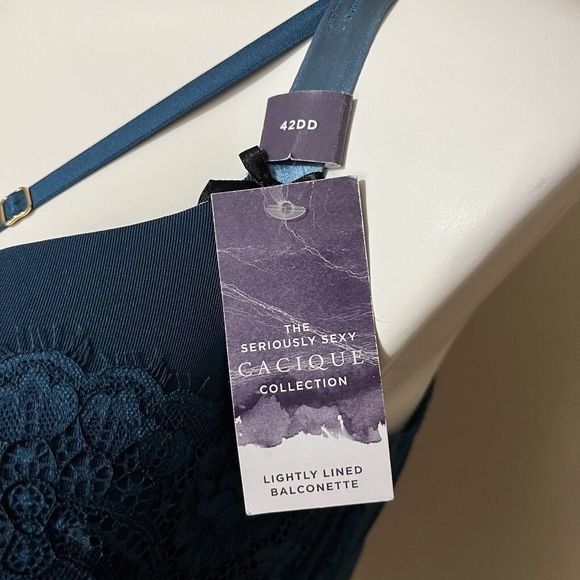 42DD
THE
SERIOUSLY SEXY
CACIQUE
COLLECTION
LIGHTLY LINED
BALCONETTE